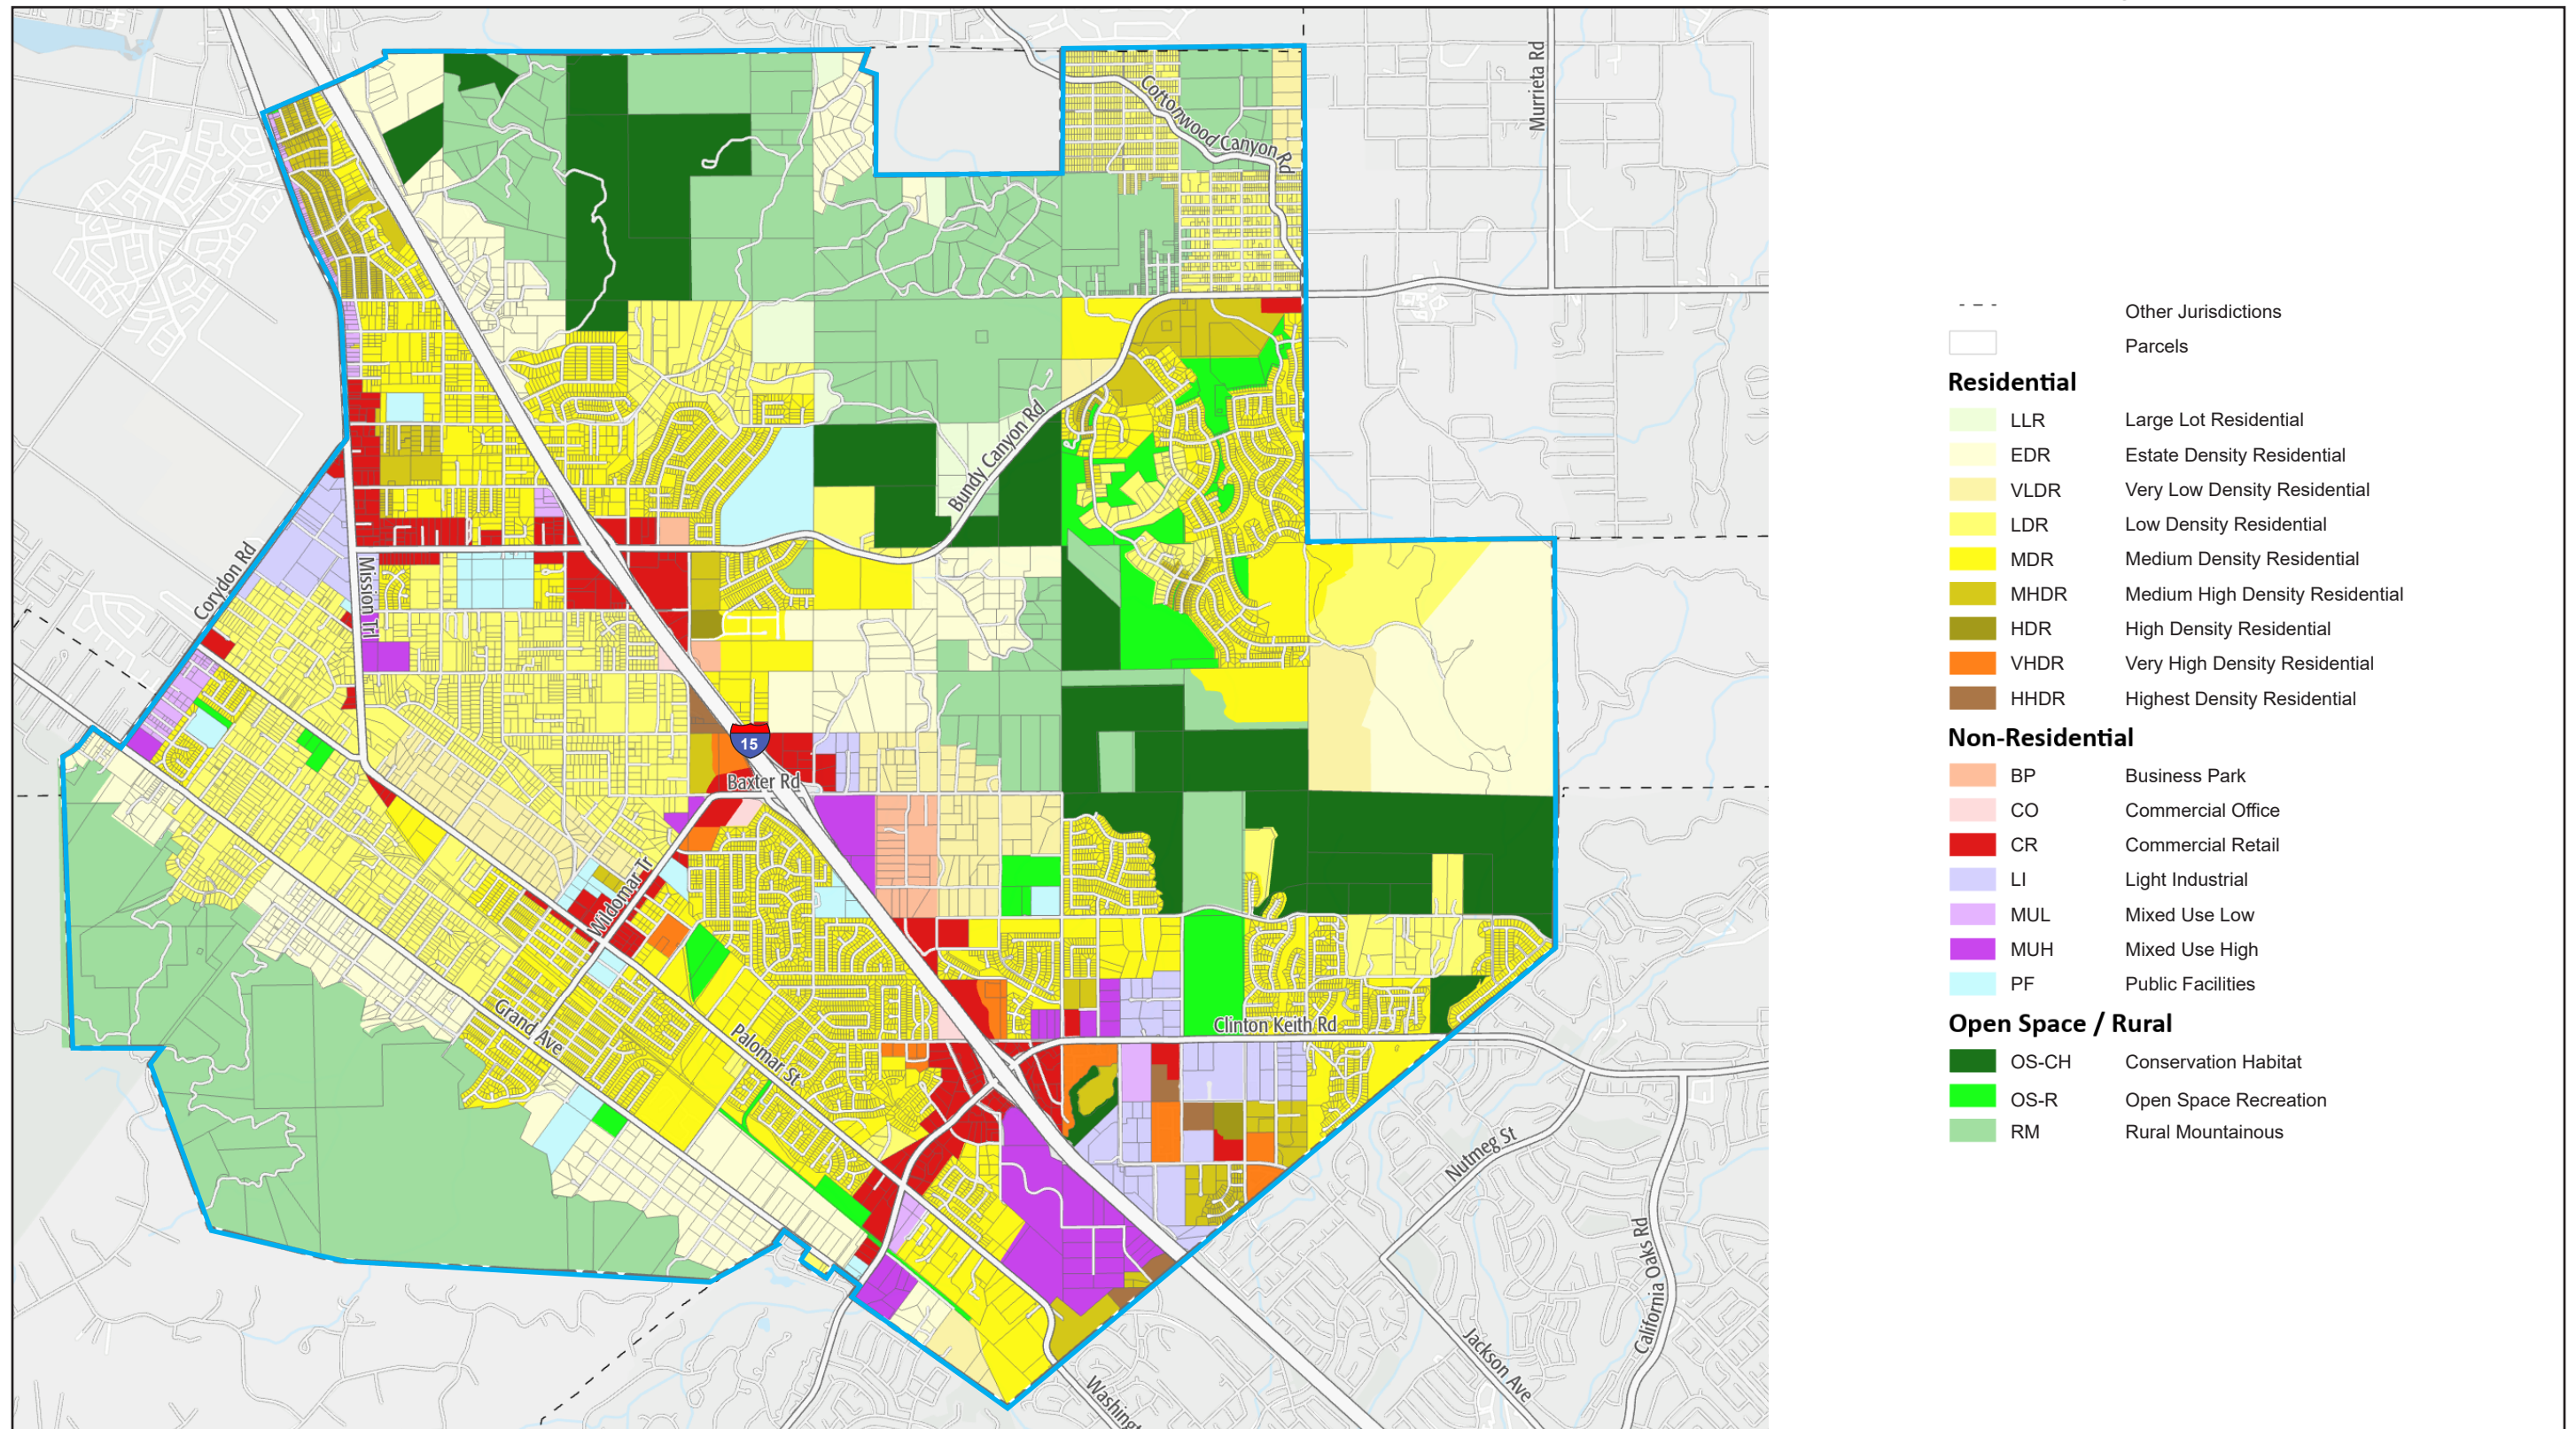 Cottonwood Canyon Rd
Murrieta Rd
Bundy Canyon Rd
Corydon Rd
Mission Trl
15
Baxter Rd
Wildomar Tr
Grand Ave
Palomar St
Clinton Keith Rd
Nutmeg St
California Oaks Rd
Jackson Ave
Washingt
Other Jurisdictions
Parcels
Residential
LLR Large Lot Residential
EDR Estate Density Residential
VLDR Very Low Density Residential
LDR Low Density Residential
MDR Medium Density Residential
MHDR Medium High Density Residential
HDR High Density Residential
VHDR Very High Density Residential
HHDR Highest Density Residential
Non-Residential
BP Business Park
CO Commercial Office
CR Commercial Retail
LI Light Industrial
MUL Mixed Use Low
MUH Mixed Use High
PF Public Facilities
Open Space / Rural
OS-CH Conservation Habitat
OS-R Open Space Recreation
RM Rural Mountainous